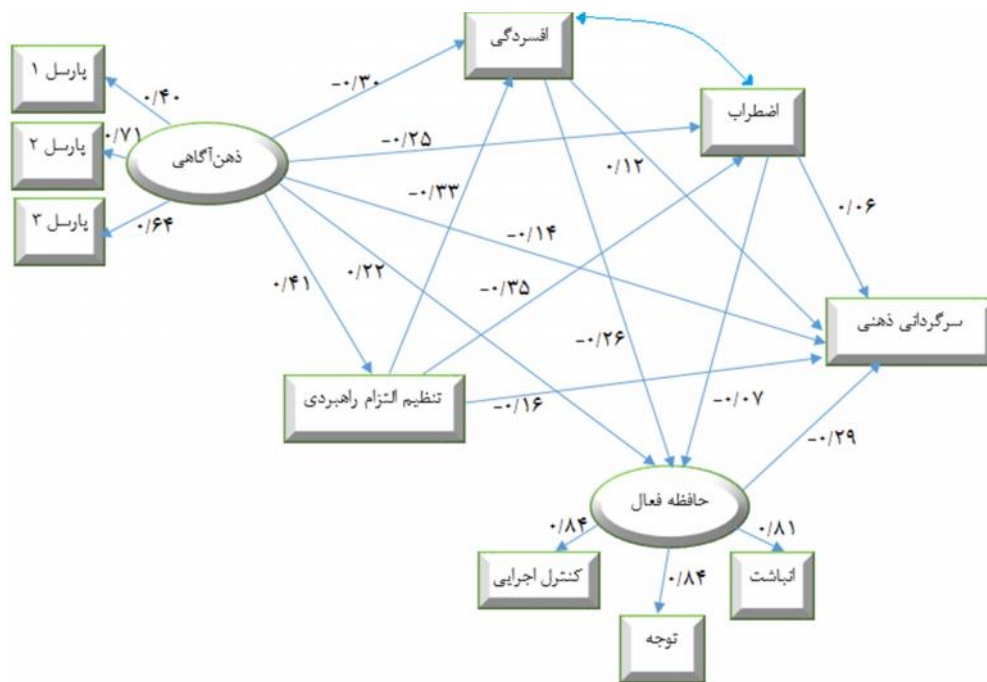 افسردگی
پارسل ۱
۰/۴۰
-۰/۳۰
اضطراب
پارسل ۲
۰/۷۱
ذهن‌آگاهی
-۰/۲۵
۰/۱۲
-۰/۳۳
پارسل ۳
۰/۶۴
۰/۰۶
-۰/۱۴
۰/۴۱
۰/۲۲
-۰/۳۵
سرگردانی ذهنی
-۰/۲۶
تنظیم التزام راهبردی
-۰/۱۶
-۰/۰۷
-۰/۲۹
حافظه فعال
۰/۸۴
۰/۸۱
کنترل اجرایی
۰/۸۴
انباشت
توجه